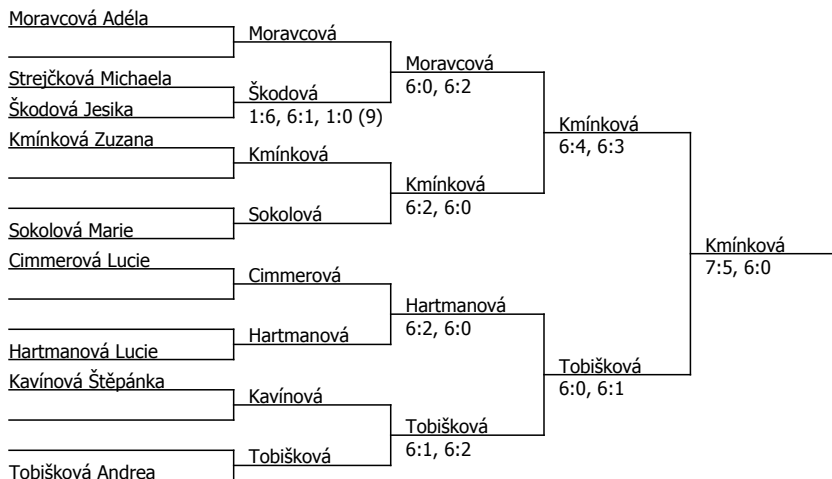 Moravcová Adéla
Strejčková Michaela
Škodová Jesika
Kmínková Zuzana
Sokolová Marie
Cimmerová Lucie
Hartmanová Lucie
Kavínová Štěpánka
Tobišková Andrea
Moravcová
Škodová
1:6, 6:1, 1:0 (9)
Kmínková
Sokolová
Cimmerová
Hartmanová
Kavínová
Tobišková
Moravcová
6:0, 6:2
Kmínková
6:2, 6:0
Hartmanová
6:2, 6:0
Tobišková
6:1, 6:2
Kmínková
6:4, 6:3
Tobišková
6:0, 6:1
Kmínková
7:5, 6:0